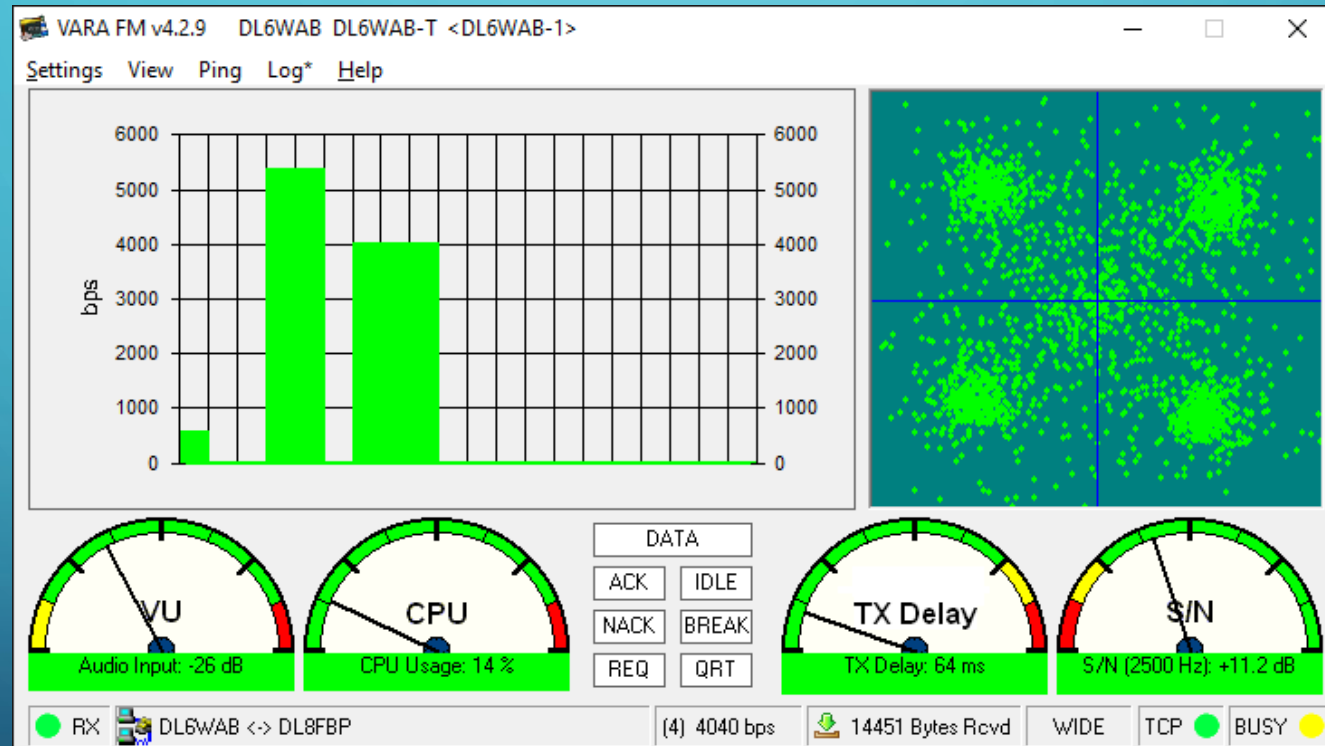 VARA FM v4.2.9 DL6WAB DL6WAB-T <DL6WAB-1>
Settings View Ping Log* Help
6000 6000
5000 5000
4000 4000
bps
3000 3000
2000 2000
1000 1000
0 0
VU
Audio Input: -26 dB
CPU
CPU Usage: 14 %
DATA
ACK IDLE
NACK BREAK
REQ QRT
TX Delay
TX Delay: 64 ms
S/N
S/N (2500 Hz): +11.2 dB
RX DL6WAB <-> DL8FBP (4) 4040 bps 14451 Bytes Rcvd WIDE TCP BUSY